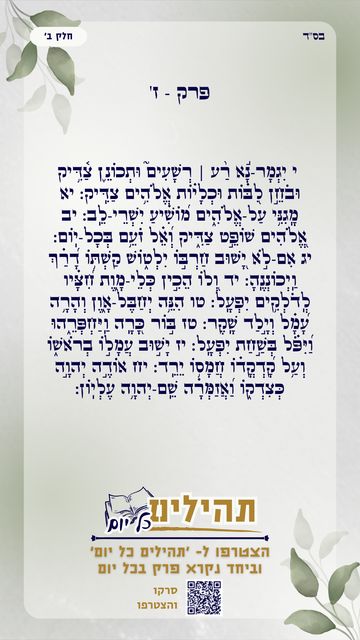 בס"ד
חלק ב'
פרק - ז'
י יִגְמָר־נָא רַע | רְשָׁעִים וּתְכוֹנֵן צַדִּיק
וּבֹחֵן לִבּוֹת וּכְלָיוֹת אֱלֹהִים צַדִּיק: יא
מָגִנִּי עַל־אֱלֹהִים מוֹשִׁיעַ יִשְׁרֵי־לֵב: יב
אֱלֹהִים שׁוֹפֵט צַדִּיק וְאֵל זֹעֵם בְּכָל־יוֹם:
יג אִם־לֹא יָשׁוּב חַרְבּוֹ יִלְטוֹשׁ קַשְׁתּוֹ דָרַךְ
וַיְכוֹנְנֶהָ: יד וְלוֹ הֵכִין כְּלֵי־מָוֶת חִצָּיו
לְדֹלְקִים יִפְעָל: טו הִנֵּה יְחַבֶּל־אָוֶן וְהָרָה
עָמָל וְיָלַד שָׁקֶר: טז בּוֹר כָּרָה וַיַּחְפְּרֵהוּ
וַיִּפֹּל בְּשַׁחַת יִפְעָל: יז יָשׁוּב עֲמָלוֹ בְרֹאשׁוֹ
וְעַל קָדְקֳדוֹ חֲמָסוֹ יֵרֵד: יח אוֹדֶה יְהוָה
כְּצִדְקוֹ וַאֲזַמְּרָה שֵׁם־יְהוָה עֶלְיוֹן:
תהילים
כל יום
הצטרפו ל- 'תהילים כל יום'
וביחד נקרא פרק בכל יום
סרקו
והצטרפו